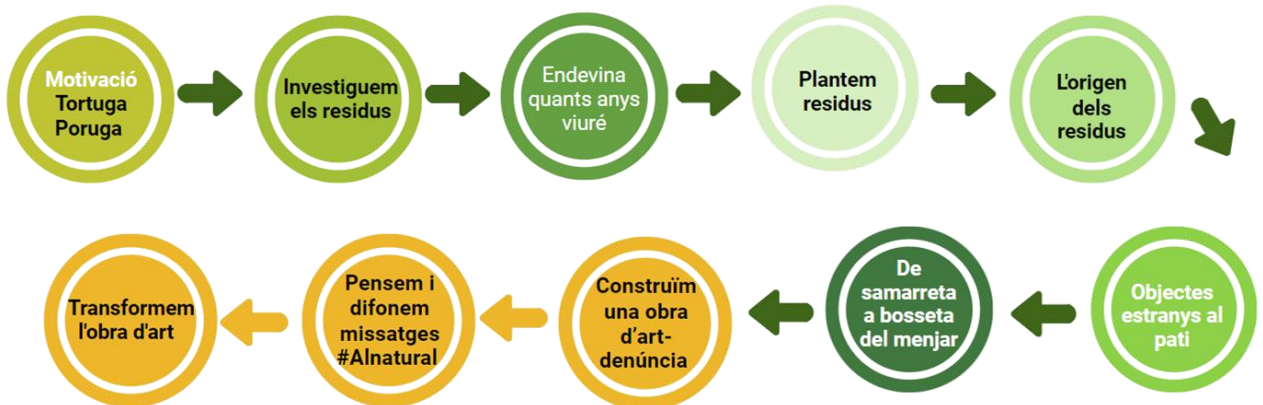 Motivació
Tortuga
Poruga
Investiguem
els residus
Endevina
quants anys
viuré
Plantem
residus
L'origen
dels
residus
Objectes
estranys al
pati
De
samarreta
a bosseta
del menjar
Construïm
una obra
d’art-
denúncia
Pensem i
difonem
missatges
#Alnatural
Transformem
l'obra d'art